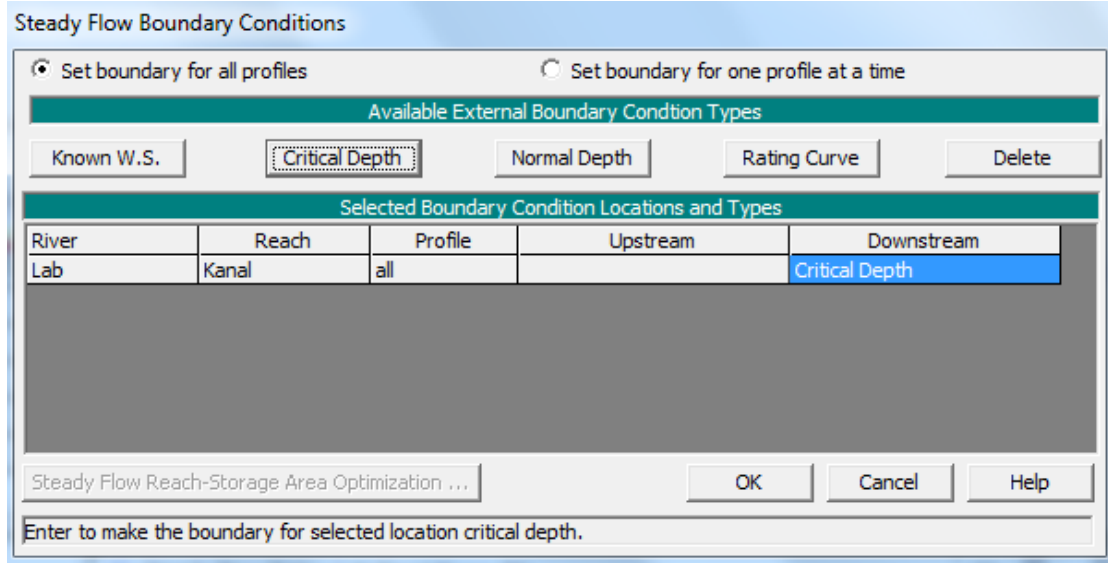 Steady Flow Boundary Conditions
Set boundary for all profiles Set boundary for one profile at a time
Available External Boundary Condtion Types
Known W.S. Critical Depth Normal Depth Rating Curve Delete
Selected Boundary Condition Locations and Types
River Reach Profile Upstream Downstream
Lab Kanal all Critical Depth
Steady Flow Reach-Storage Area Optimization ... OK Cancel Help
Enter to make the boundary for selected location critical depth.